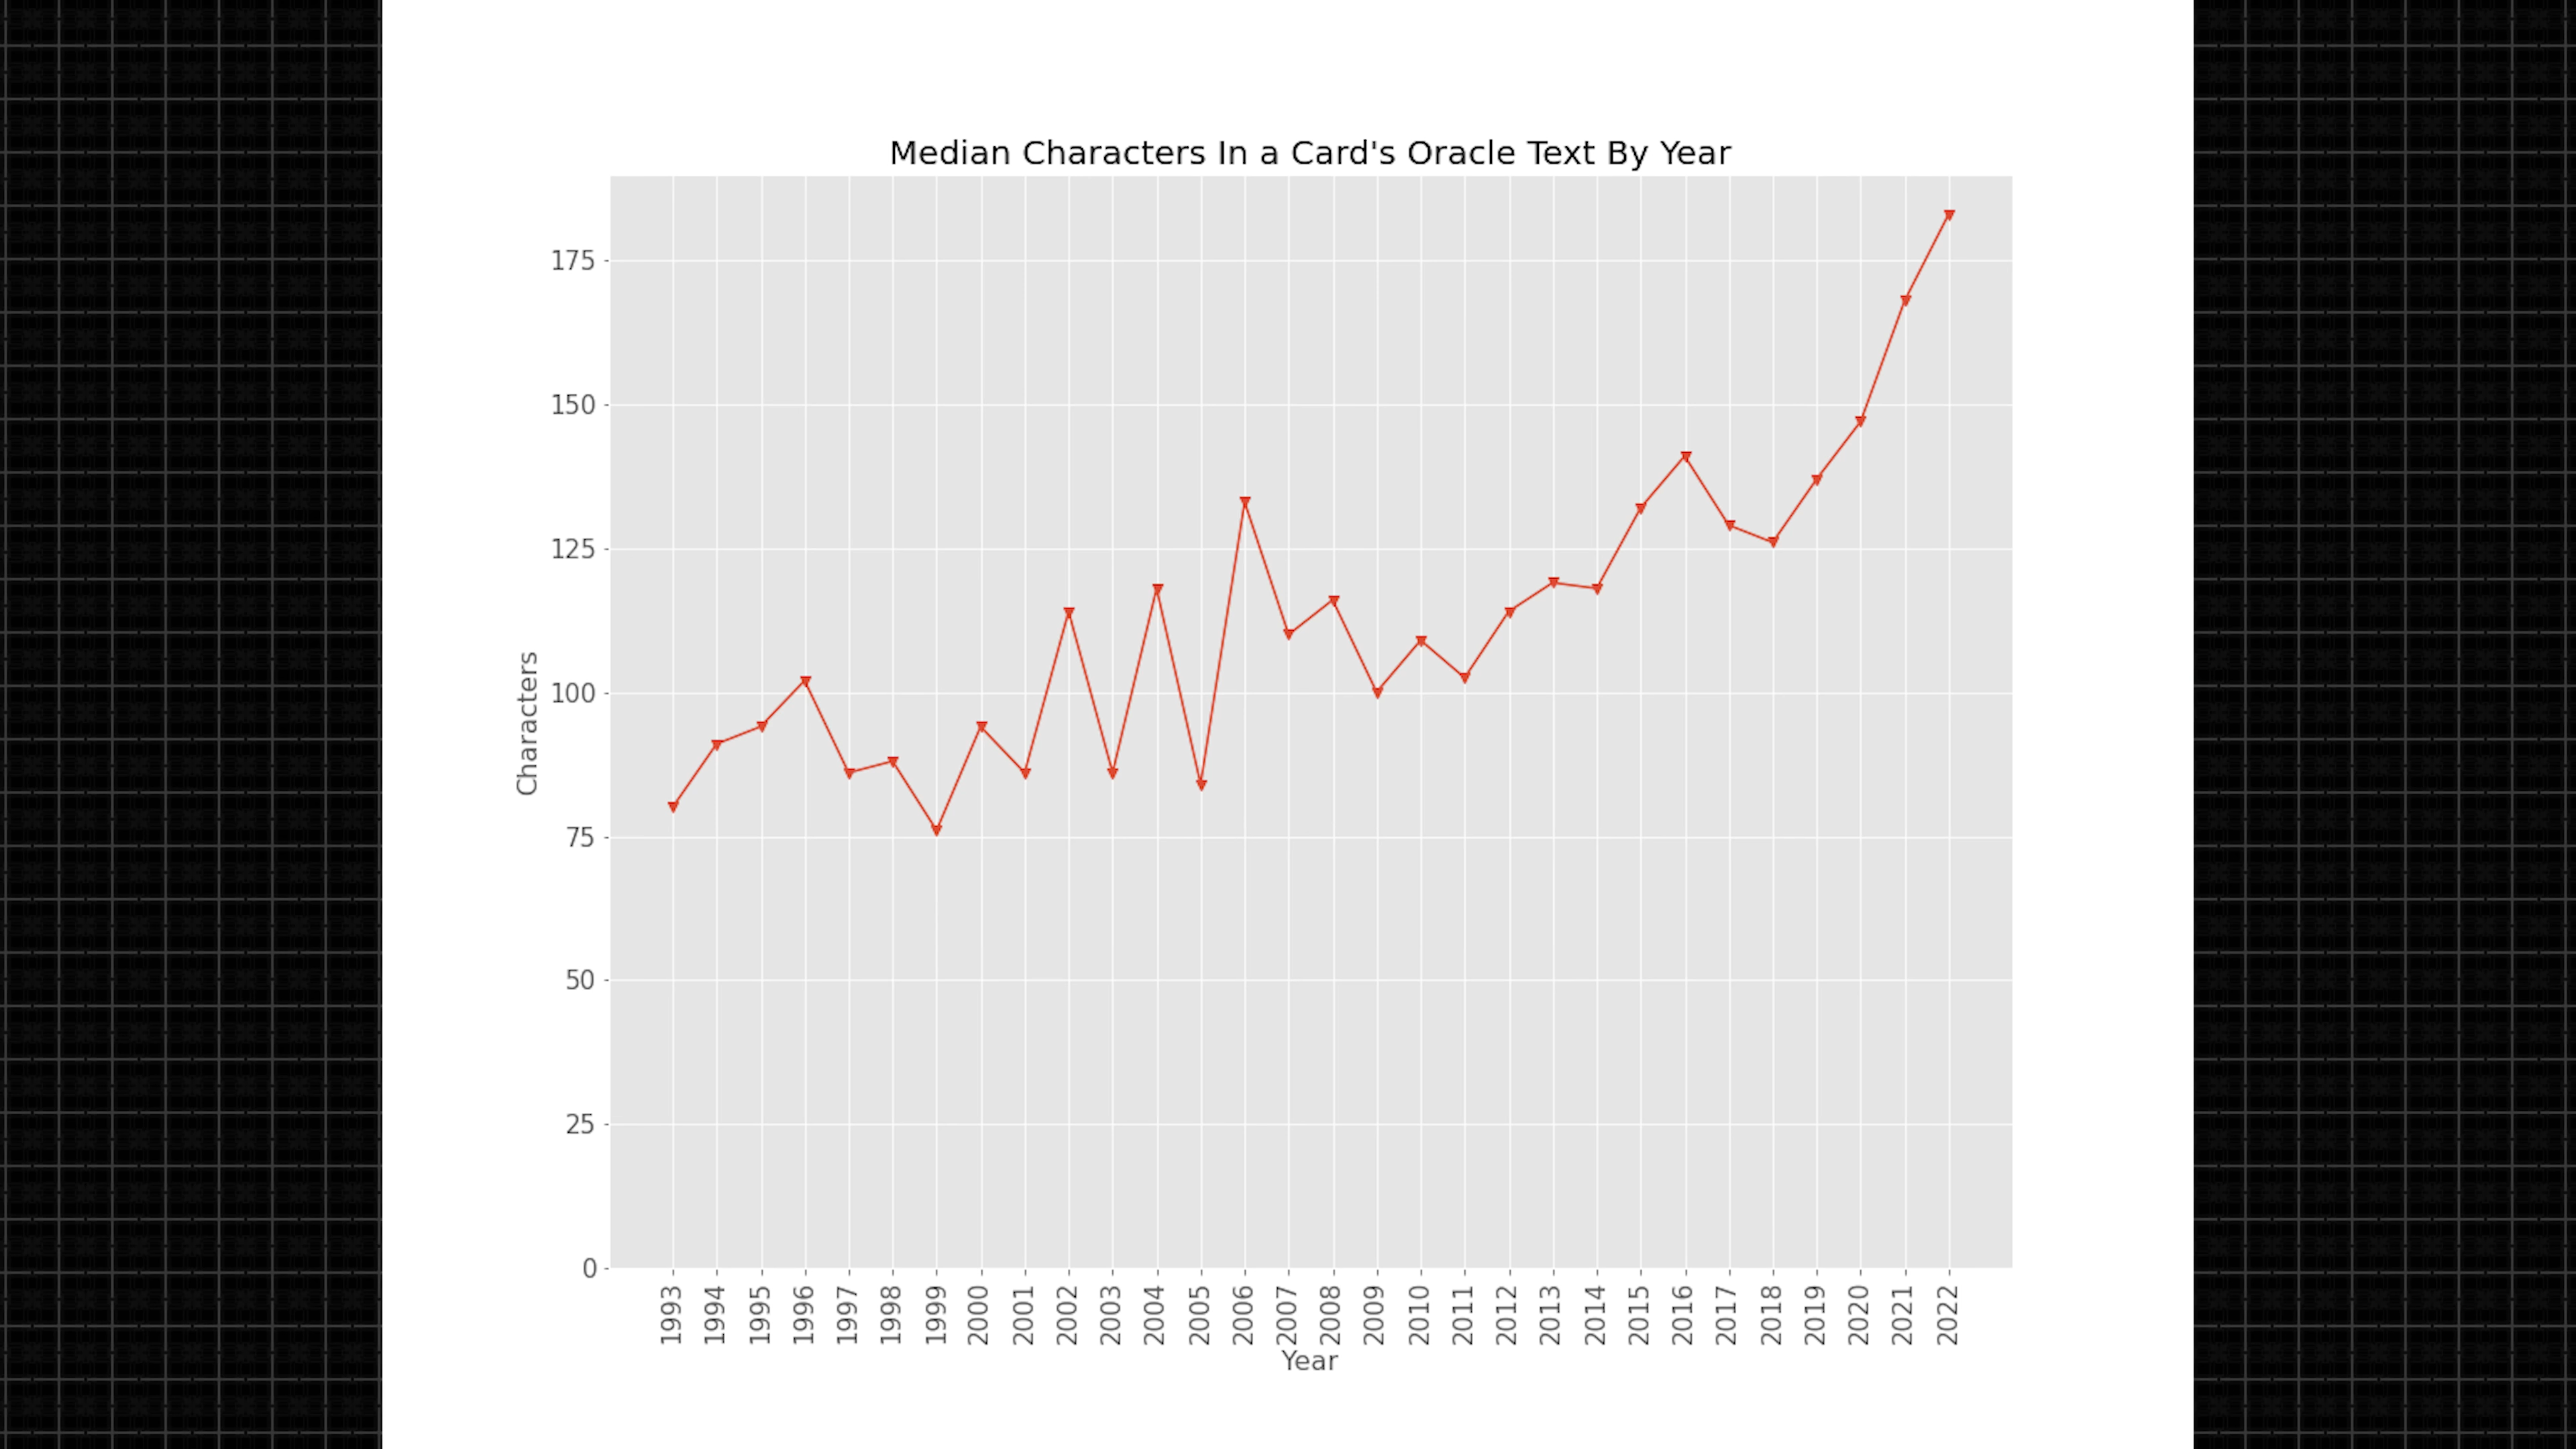 Median Characters In a Card's Oracle Text By Year
175
150
125
100
75
50
25
0
Characters
1993 1994 1995 1996 1997 1998 1999 2000 2001 2002 2003 2004 2005 2006 2007 2008 2009 2010 2011 2012 2013 2014 2015 2016 2017 2018 2019 2020 2021 2022
Year